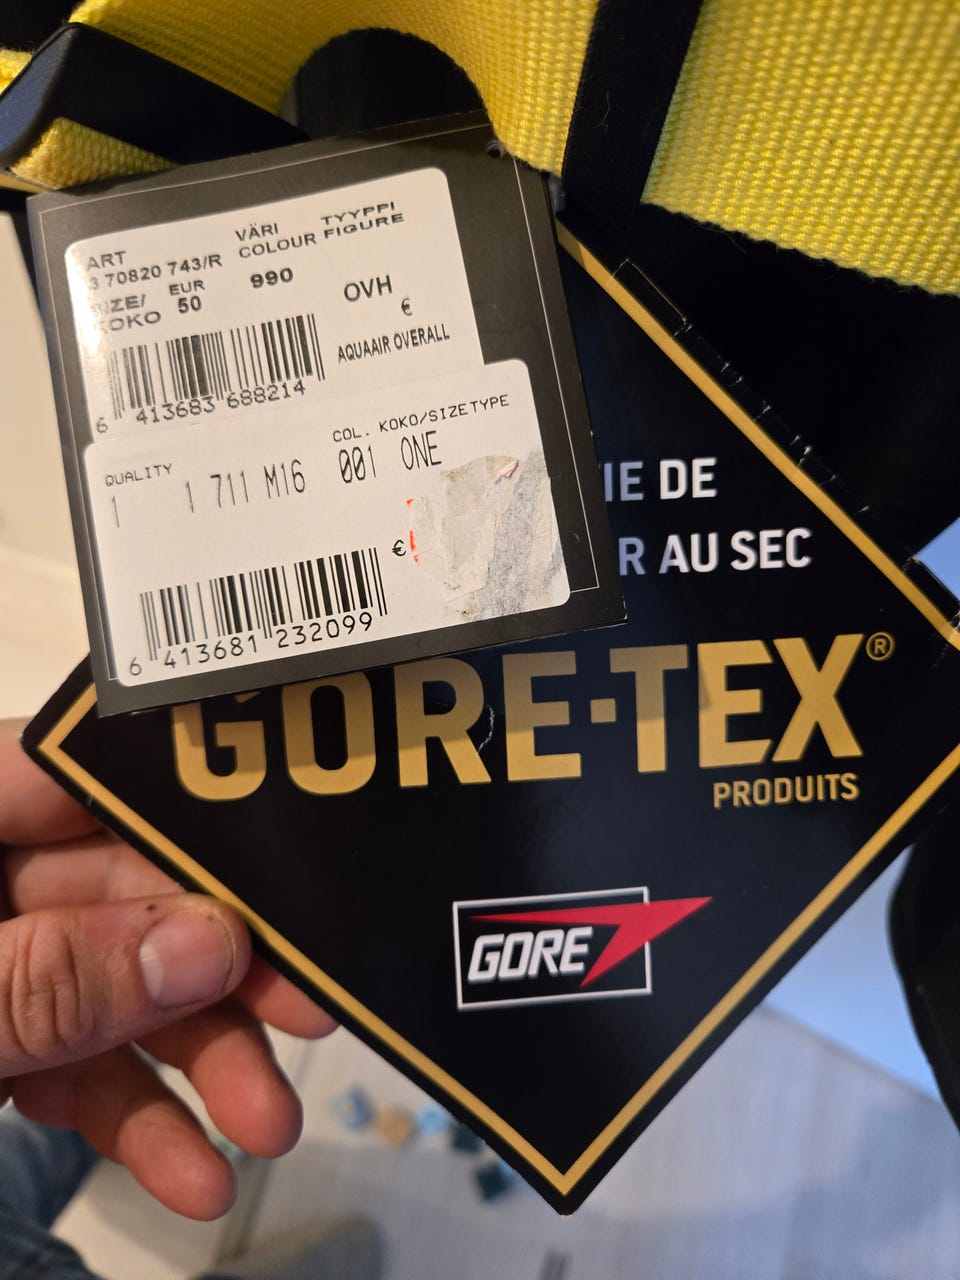 ART
3 70820 743/R
VÄRI
COLOUR
TYYPPI
FIGURE
SIZE/
KOKO
EUR
50
990
OVH
€
AQUAAIR OVERALL
6 413683 688214
QUALITY
COL. KOKO/SIZE TYPE
1 1 711 M16 001 ONE
€
6 413681 232099
DE
AU SEC
GORE-TEX®
PRODUITS
GORE